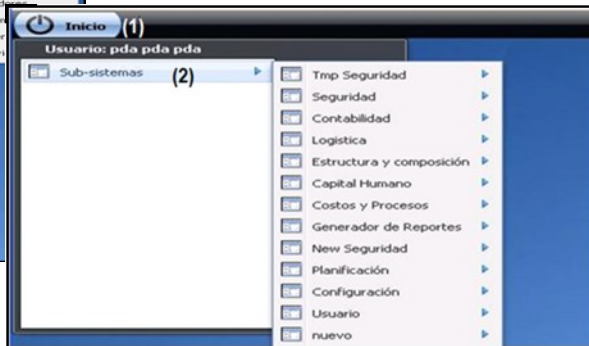 Inicio (1)
Usuario: pda pda pda
Sub-sistemas (2)
Tmp Seguridad
Seguridad
Contabilidad
Logistica
Estructura y composición
Capital Humano
Costos y Procesos
Generador de Reportes
New Seguridad
Planificación
Configuración
Usuario
nuevo